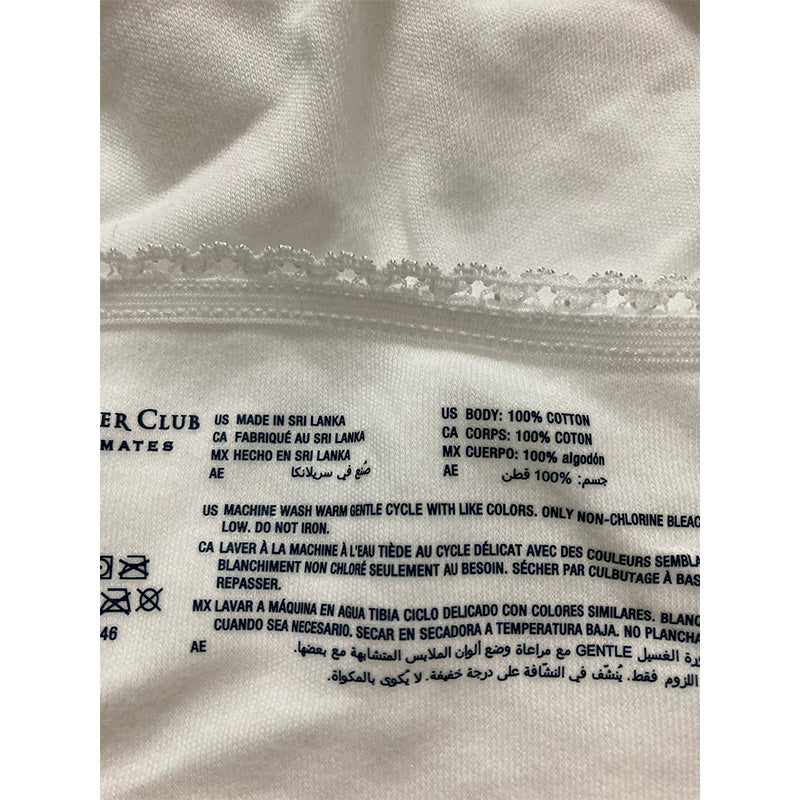 ER CLUB
MATES
US MADE IN SRI LANKA
CA FABRIQUÉ AU SRI LANKA
MX HECHO EN SRI LANKA
AE صُنع في سريلانكا
US BODY: 100% COTTON
CA CORPS: 100% COTON
MX CUERPO: 100% algodón
AE جسم: 100% قطن
US MACHINE WASH WARM GENTLE CYCLE WITH LIKE COLORS. ONLY NON-CHLORINE BLEAC
LOW. DO NOT IRON.
CA LAVER À LA MACHINE À L'EAU TIÈDE AU CYCLE DÉLICAT AVEC DES COULEURS SEMBLA
BLANCHIMENT NON CHLORÉ SEULEMENT AU BESOIN. SÉCHER PAR CULBUTAGE À BAS
REPASSER.
46
MX LAVAR A MÁQUINA EN AGUA TIBIA CICLO DELICADO CON COLORES SIMILARES. BLANQ
CUANDO SEA NECESARIO. SECAR EN SECADORA A TEMPERATURA BAJA. NO PLANCHA
AE ورة الغسيل GENTLE مع مراعاة وضع ألوان الملابس المتشابهة مع بعضها.
اللزوم فقط. يُنشّف في النشّافة على درجة خفيفة. لا يُكوى بالمكواة.